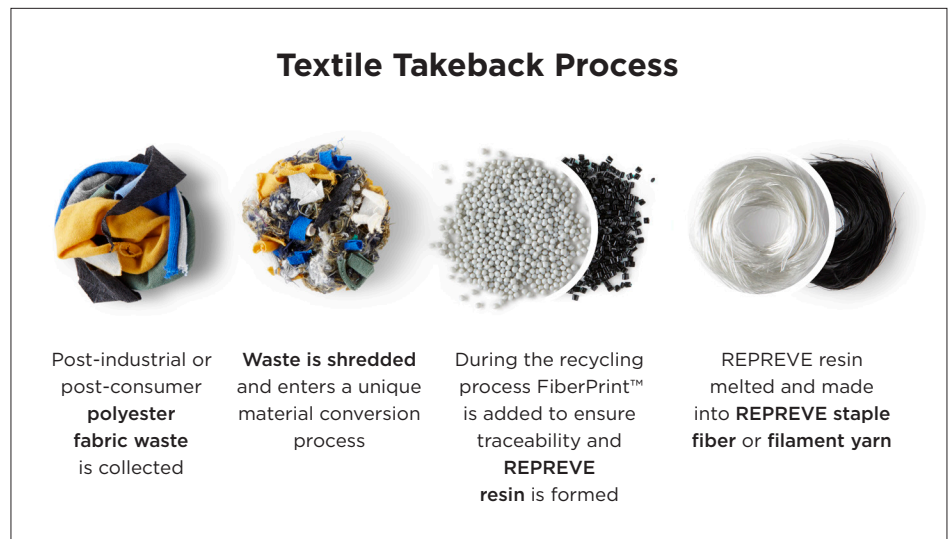 Textile Takeback Process
Post-industrial or
post-consumer
polyester
fabric waste
is collected
Waste is shredded
and enters a unique
material conversion
process
During the recycling
process FiberPrint™
is added to ensure
traceability and
REPREVE
resin is formed
REPREVE resin
melted and made
into REPREVE staple
fiber or filament yarn